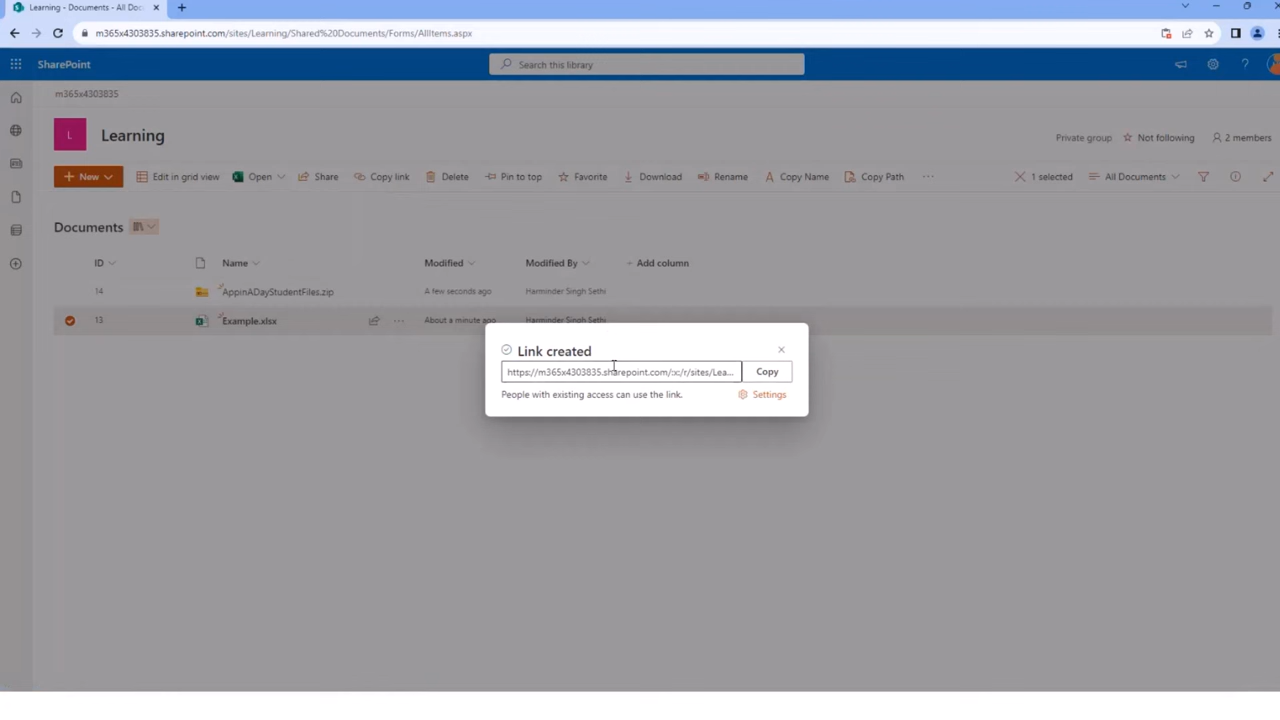 Learning - Documents - All Doc
m365x4303835.sharepoint.com/sites/Learning/Shared%20Documents/Forms/AllItems.aspx
SharePoint
Search this library
?
m365x4303835
L
Learning
Private group
Not following
2 members
New
Edit in grid view
Open
Share
Copy link
Delete
Pin to top
Favorite
Download
Rename
Copy Name
Copy Path
...
1 selected
All Documents
Documents
ID
Name
Modified
Modified By
+ Add column
14
AppinADayStudentFiles.zip
A few seconds ago
Harminder Singh Sethi
13
Example.xlsx
...
About a minute ago
Harminder Singh Sethi
Link created
https://m365x4303835.sharepoint.com/:x:/r/sites/Lea...
Copy
People with existing access can use the link.
Settings